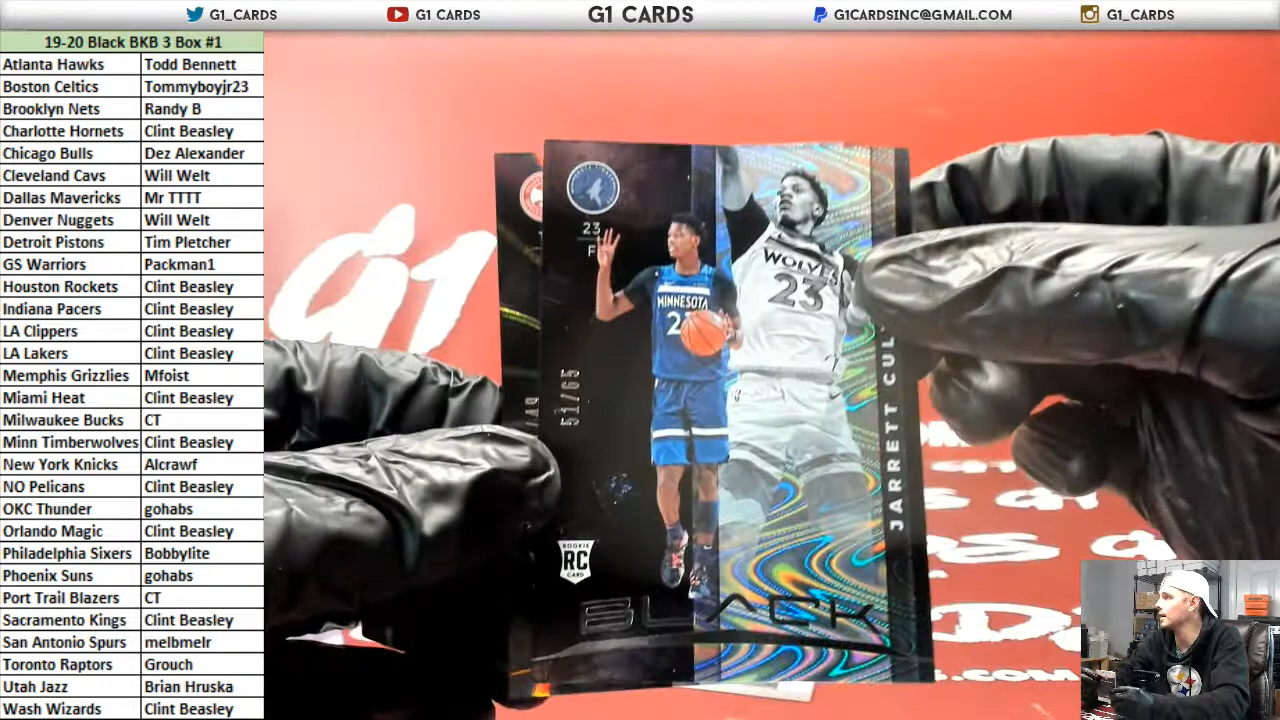 G1_CARDS
G1 CARDS
G1 CARDS
G1CARDSINC@GMAIL.COM
G1_CARDS
19-20 Black BKB 3 Box #1
Atlanta Hawks Todd Bennett
Boston Celtics Tommyboyjr23
Brooklyn Nets Randy B
Charlotte Hornets Clint Beasley
Chicago Bulls Dez Alexander
Cleveland Cavs Will Welt
Dallas Mavericks Mr TTTT
Denver Nuggets Will Welt
Detroit Pistons Tim Pletcher
GS Warriors Packman1
Houston Rockets Clint Beasley
Indiana Pacers Clint Beasley
LA Clippers Clint Beasley
LA Lakers Clint Beasley
Memphis Grizzlies Mfoist
Miami Heat Clint Beasley
Milwaukee Bucks CT
Minn Timberwolves Clint Beasley
New York Knicks Alcrawf
NO Pelicans Clint Beasley
OKC Thunder gohabs
Orlando Magic Clint Beasley
Philadelphia Sixers Bobbylite
Phoenix Suns gohabs
Port Trail Blazers CT
Sacramento Kings Clint Beasley
San Antonio Spurs melbmelr
Toronto Raptors Grouch
Utah Jazz Brian Hruska
Wash Wizards Clint Beasley
G1
23
F
51/65
/49
MINNESOTA
WOLVES
23
JARRETT CUL
ROOKIE
RC
CARD
BLACK